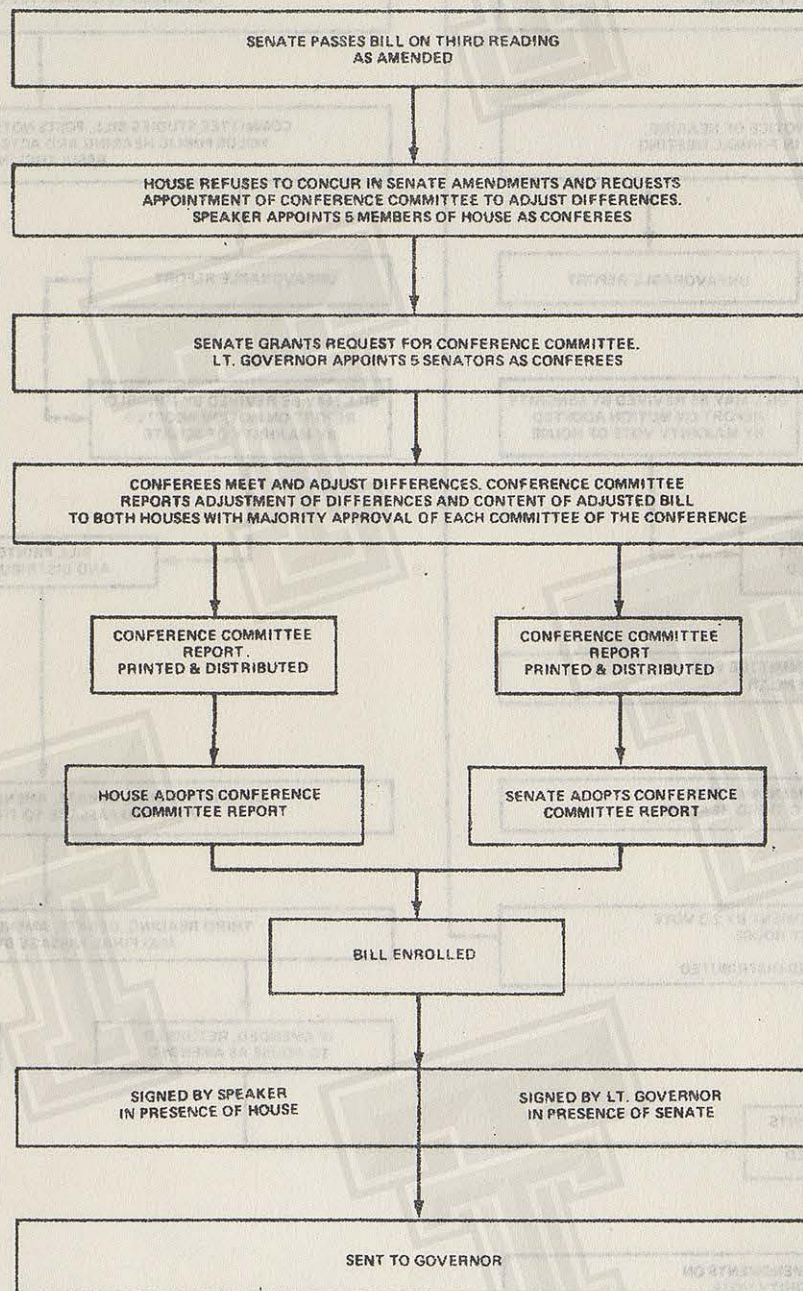 SENATE PASSES BILL ON THIRD READING
AS AMENDED
HOUSE REFUSES TO CONCUR IN SENATE AMENDMENTS AND REQUESTS
APPOINTMENT OF CONFERENCE COMMITTEE TO ADJUST DIFFERENCES.
SPEAKER APPOINTS 5 MEMBERS OF HOUSE AS CONFEREES
SENATE GRANTS REQUEST FOR CONFERENCE COMMITTEE.
LT. GOVERNOR APPOINTS 5 SENATORS AS CONFEREES
CONFEREES MEET AND ADJUST DIFFERENCES. CONFERENCE COMMITTEE
REPORTS ADJUSTMENT OF DIFFERENCES AND CONTENT OF ADJUSTED BILL
TO BOTH HOUSES WITH MAJORITY APPROVAL OF EACH COMMITTEE OF THE CONFERENCE
CONFERENCE COMMITTEE
REPORT.
PRINTED & DISTRIBUTED
CONFERENCE COMMITTEE
REPORT
PRINTED & DISTRIBUTED
HOUSE ADOPTS CONFERENCE
COMMITTEE REPORT
SENATE ADOPTS CONFERENCE
COMMITTEE REPORT
BILL ENROLLED
SIGNED BY SPEAKER
IN PRESENCE OF HOUSE
SIGNED BY LT. GOVERNOR
IN PRESENCE OF SENATE
SENT TO GOVERNOR